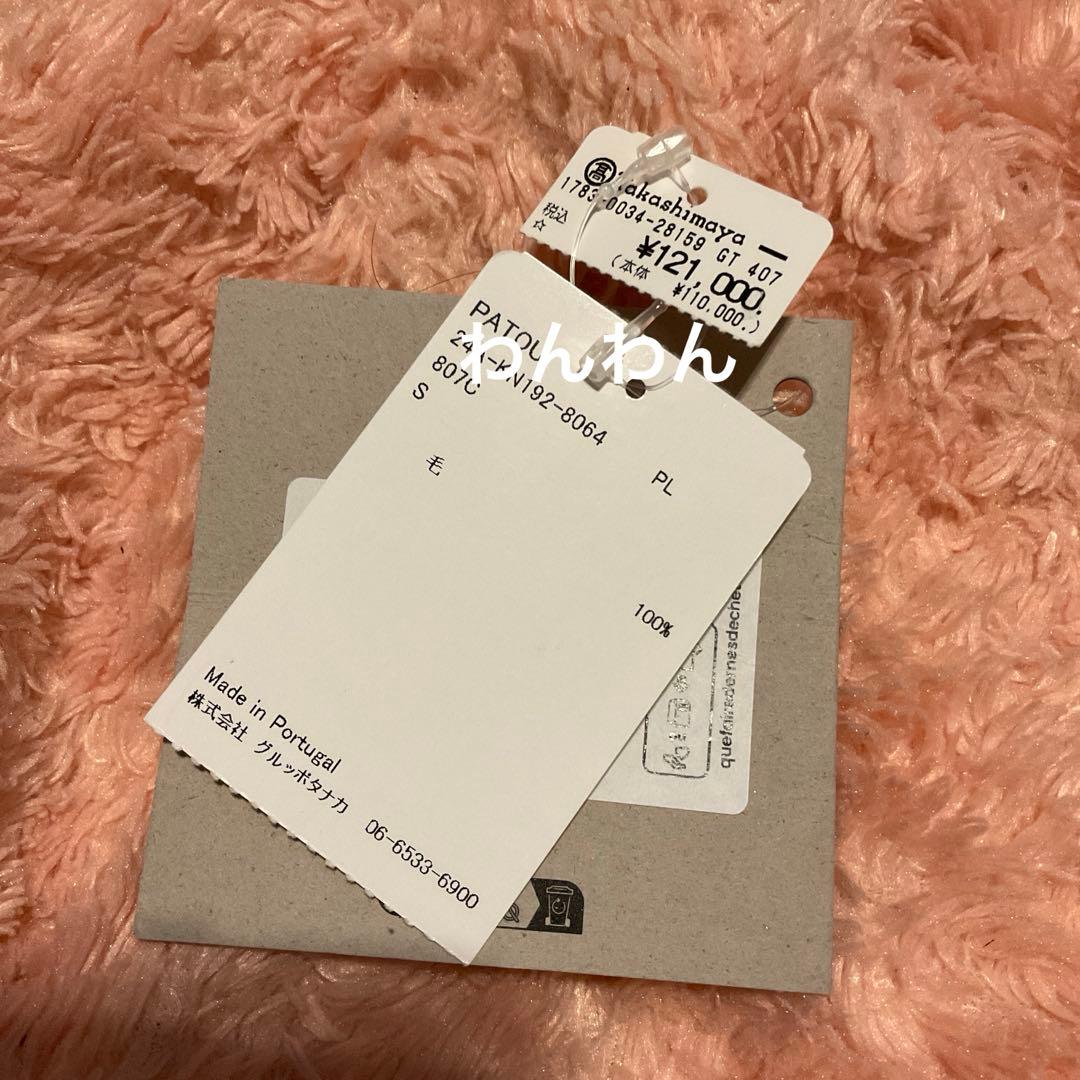 高 Takashimaya
1783-0034-28159 GT 407
税込
☆
¥121,000.
(本体
¥110,000.)
わんわん
PATOU
KN192-8064
807C
S
PL
毛
100%
Made in Portugal
株式会社 グルッポタナカ
06-6533-6900